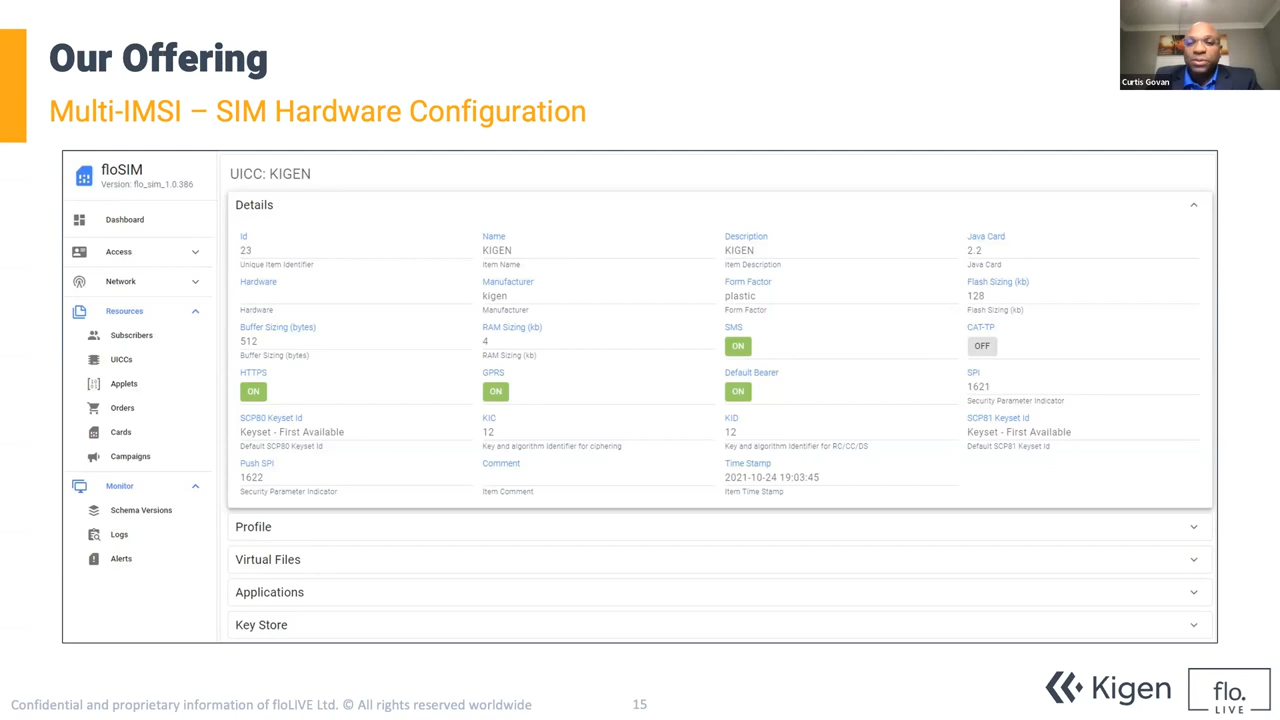 Our Offering
Multi-IMSI – SIM Hardware Configuration
Curtis Govan
floSIM
Version: flo_sim_1.0.386
Dashboard
Access
Network
Resources
Subscribers
UICCs
Applets
Orders
Cards
Campaigns
Monitor
Schema Versions
Logs
Alerts
UICC: KIGEN
Details
Id Name Description Java Card
23 KIGEN KIGEN 2.2
Unique Item Identifier Item Name Item Description Java Card
Hardware Manufacturer Form Factor Flash Sizing (kb)
kigen plastic 128
Hardware Manufacturer Form Factor Flash Sizing (kb)
Buffer Sizing (bytes) RAM Sizing (kb) SMS CAT-TP
512 4 ON OFF
Buffer Sizing (bytes) RAM Sizing (kb)
HTTPS GPRS Default Bearer SPI
ON ON ON 1621
Security Parameter Indicator
SCP80 Keyset Id KIC KID SCP81 Keyset Id
Keyset - First Available 12 12 Keyset - First Available
Default SCP80 Keyset Id Key and algorithm Identifier for ciphering Key and algorithm Identifier for RC/CC/DS Default SCP81 Keyset Id
Push SPI Comment Time Stamp
1622 2021-10-24 19:03:45
Security Parameter Indicator Item Comment Item Time Stamp
Profile
Virtual Files
Applications
Key Store
Confidential and proprietary information of floLIVE Ltd. © All rights reserved worldwide
15
Kigen
flo.
LIVE